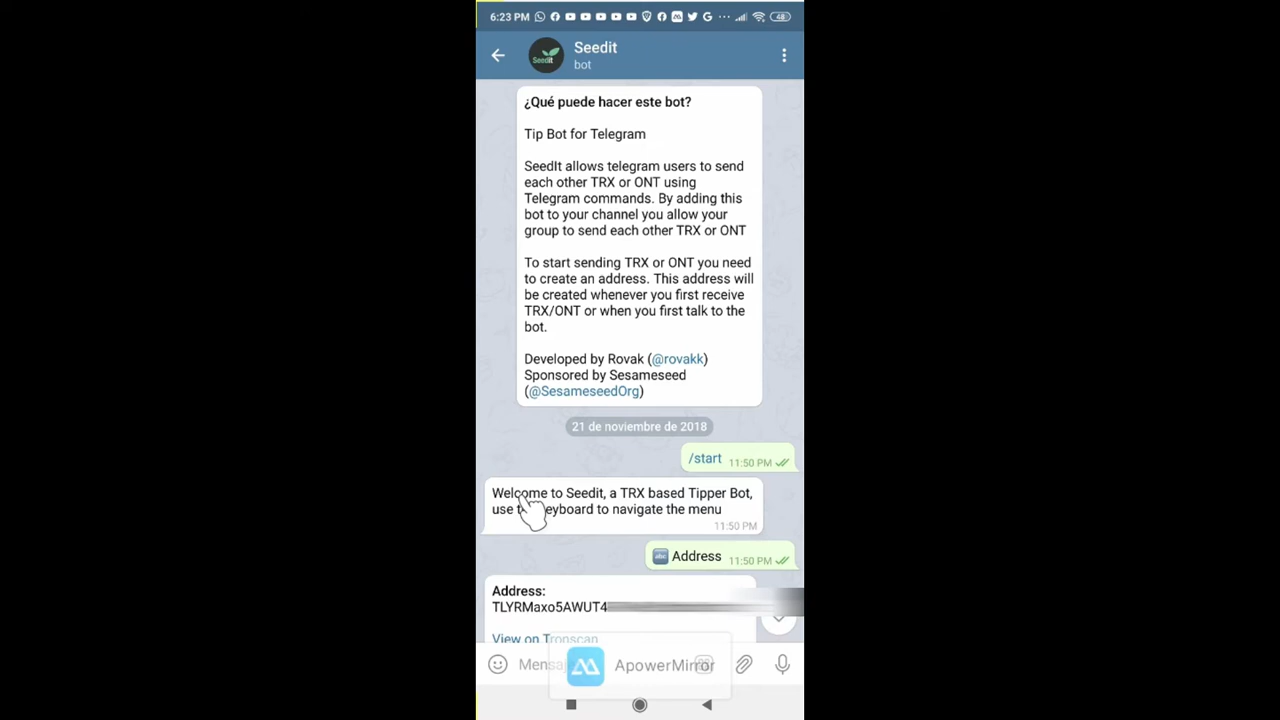 6:23 PM
48
Seedit
Seedit
bot
¿Qué puede hacer este bot?
Tip Bot for Telegram
SeedIt allows telegram users to send
each other TRX or ONT using
Telegram commands. By adding this
bot to your channel you allow your
group to send each other TRX or ONT
To start sending TRX or ONT you need
to create an address. This address will
be created whenever you first receive
TRX/ONT or when you first talk to the
bot.
Developed by Rovak (@rovakk)
Sponsored by Sesameseed
(@SesameseedOrg)
21 de noviembre de 2018
/start 11:50 PM
Welcome to Seedit, a TRX based Tipper Bot,
use to keyboard to navigate the menu
11:50 PM
abc Address 11:50 PM
Address:
TLYRMaxo5AWUT4
View on Tronscan
ApowerMirror